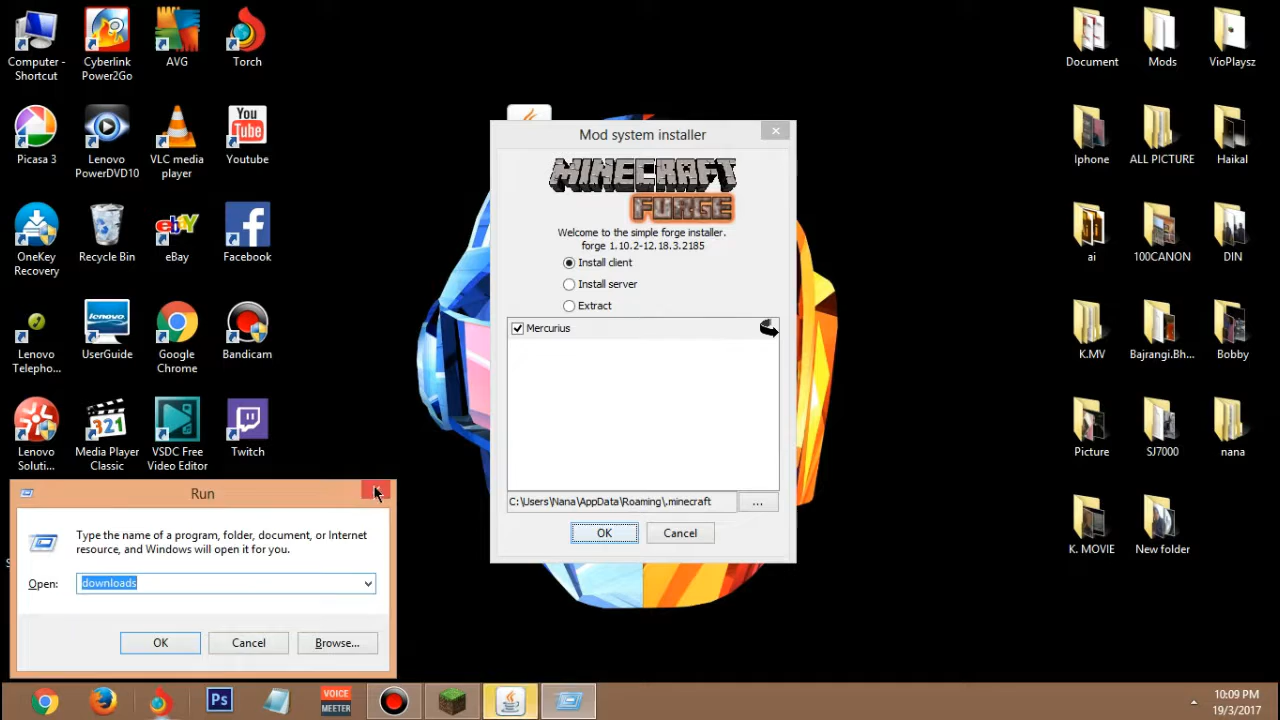 Computer -
Shortcut
Cyberlink
Power2Go
AVG
Torch
Document
Mods
VioPlaysz
Picasa 3
Lenovo
PowerDVD10
VLC media
player
You
Tube
Youtube
Iphone
ALL PICTURE
Haikal
OneKey
Recovery
Recycle Bin
ebY
eBay
Facebook
ai
100CANON
DIN
Lenovo
Telepho...
lenovo
UserGuide
Google
Chrome
Bandicam
K.MV
Bajrangi.Bh...
Bobby
Lenovo
Soluti...
321
Media Player
Classic
VSDC Free
Video Editor
Twitch
Picture
SJ7000
nana
K. MOVIE
New folder
Mod system installer
MINECRAFT
FORGE
Welcome to the simple forge installer.
forge 1.10.2-12.18.3.2185
Install client
Install server
Extract
Mercurius
C:\Users\Nana\AppData\Roaming\.minecraft
...
OK
Cancel
Run
Type the name of a program, folder, document, or Internet
resource, and Windows will open it for you.
Open:
downloads
OK
Cancel
Browse...
Ps
VOICE
MEETER
10:09 PM
19/3/2017